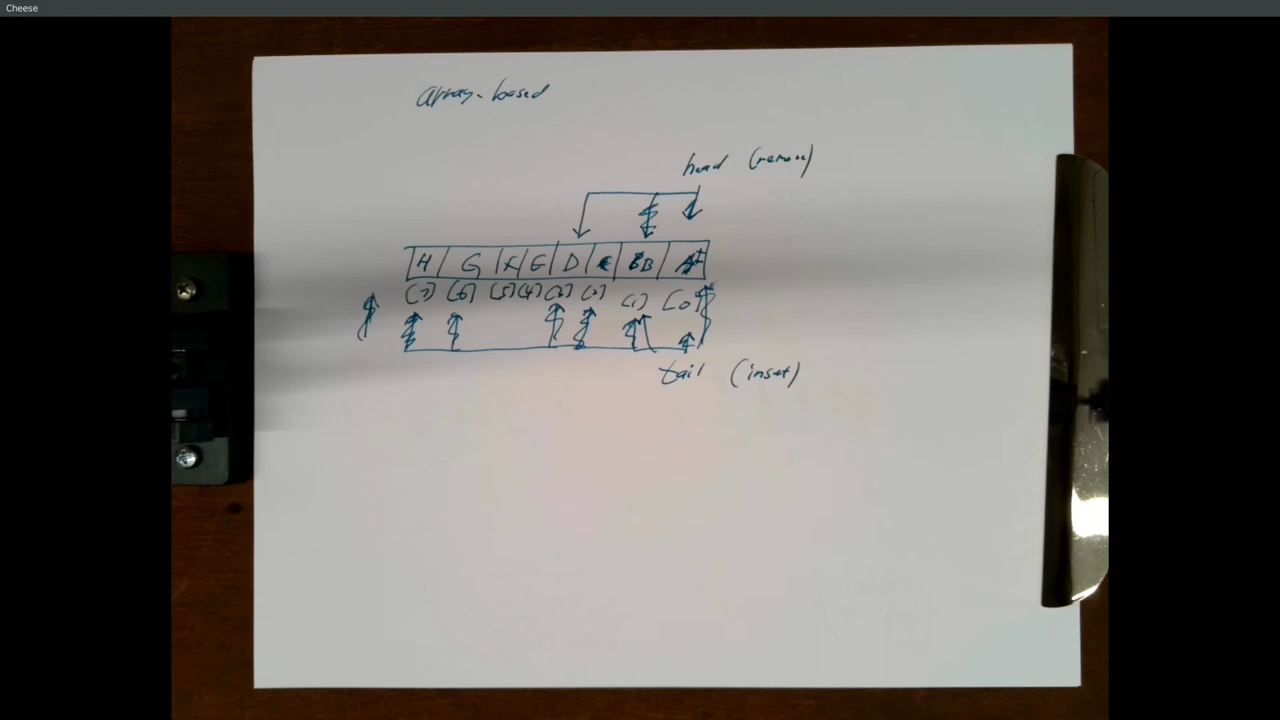 Cheese
array-based
head (remove)
H G F E D C B B A
[7] [6] [5] [4] [3] [2] [1] [0]
tail (insert)